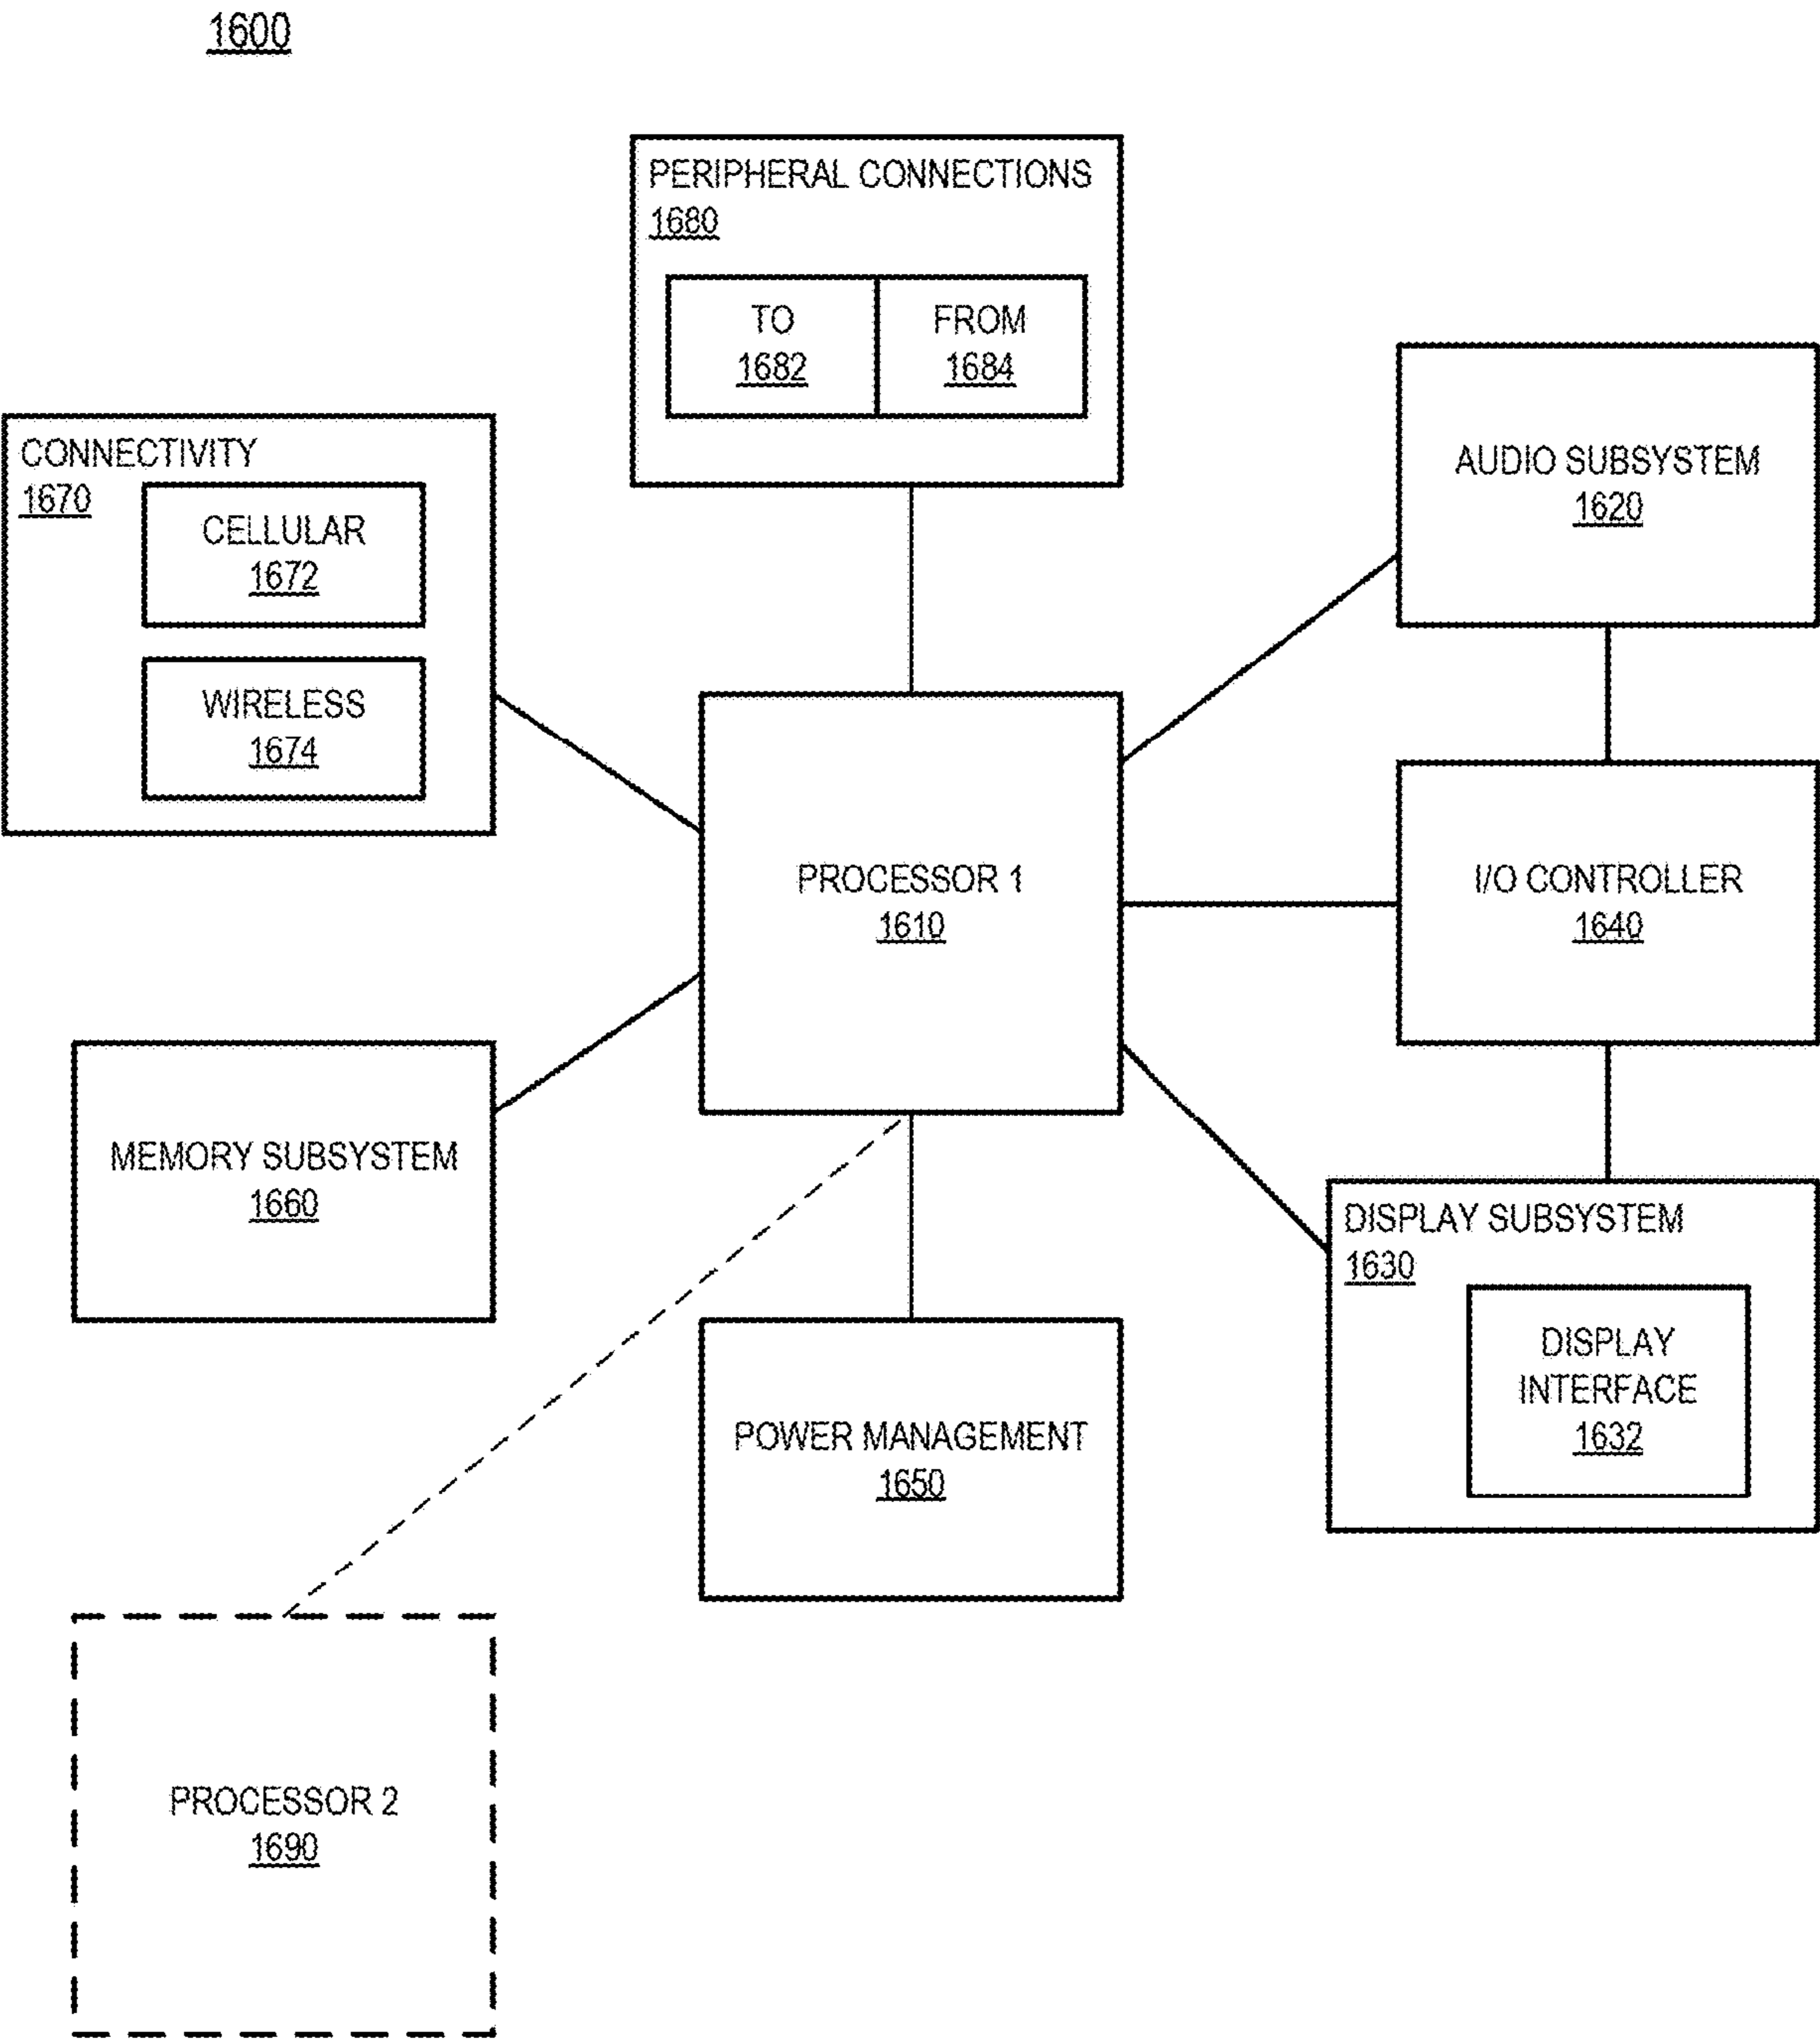 1600
PERIPHERAL CONNECTIONS
1680
TO
1682
FROM
1684
CONNECTIVITY
1670
CELLULAR
1672
WIRELESS
1674
AUDIO SUBSYSTEM
1620
PROCESSOR 1
1610
I/O CONTROLLER
1640
MEMORY SUBSYSTEM
1660
DISPLAY SUBSYSTEM
1630
DISPLAY
INTERFACE
1632
POWER MANAGEMENT
1650
PROCESSOR 2
1690